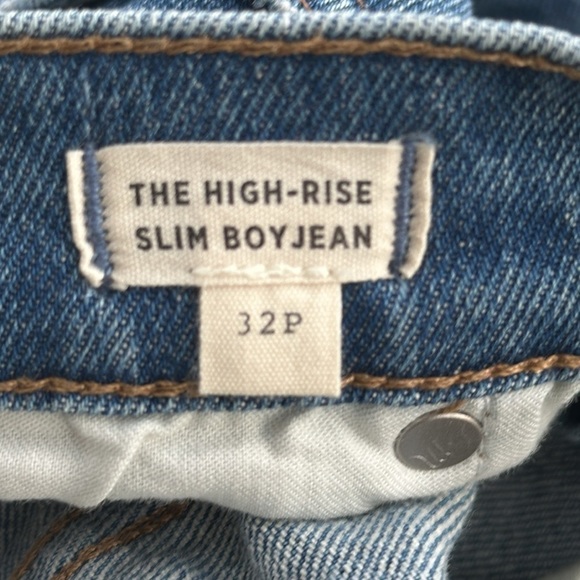 THE HIGH-RISE
SLIM BOYJEAN
32P